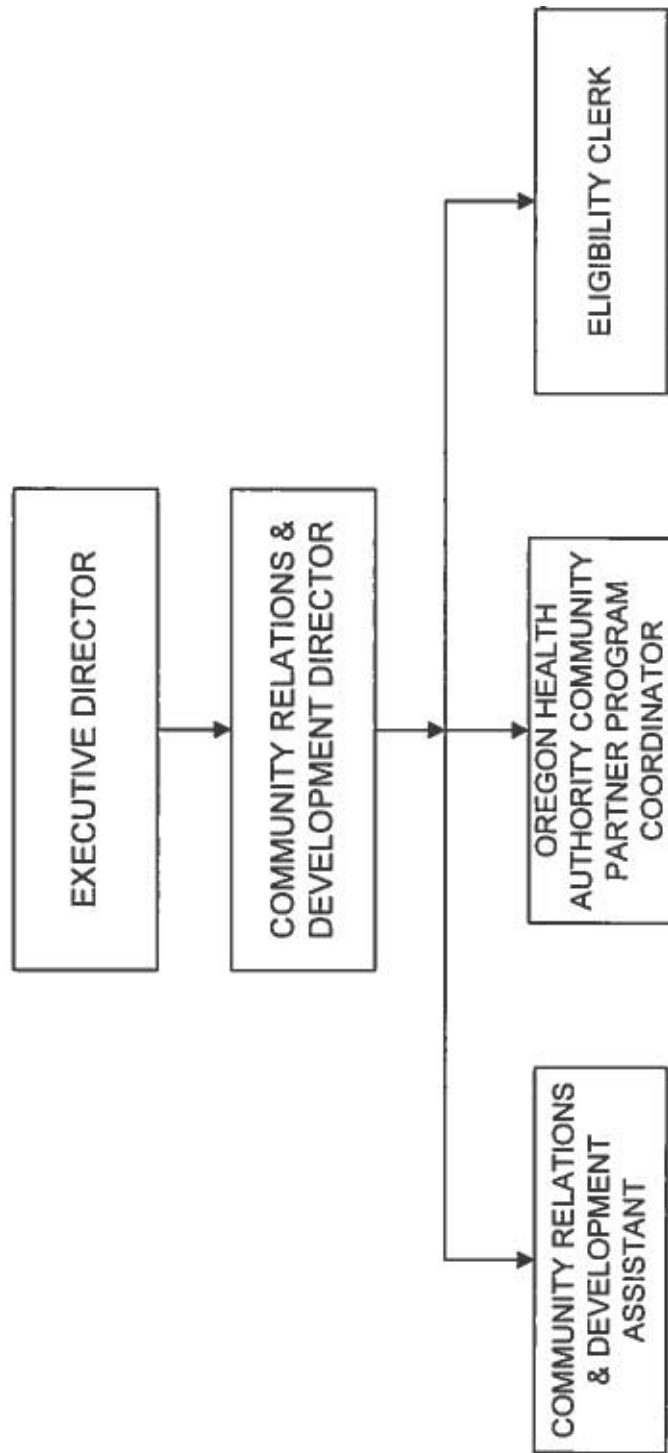 EXECUTIVE DIRECTOR
COMMUNITY RELATIONS &
DEVELOPMENT DIRECTOR
COMMUNITY RELATIONS
& DEVELOPMENT
ASSISTANT
OREGON HEALTH
AUTHORITY COMMUNITY
PARTNER PROGRAM
COORDINATOR
ELIGIBILITY CLERK